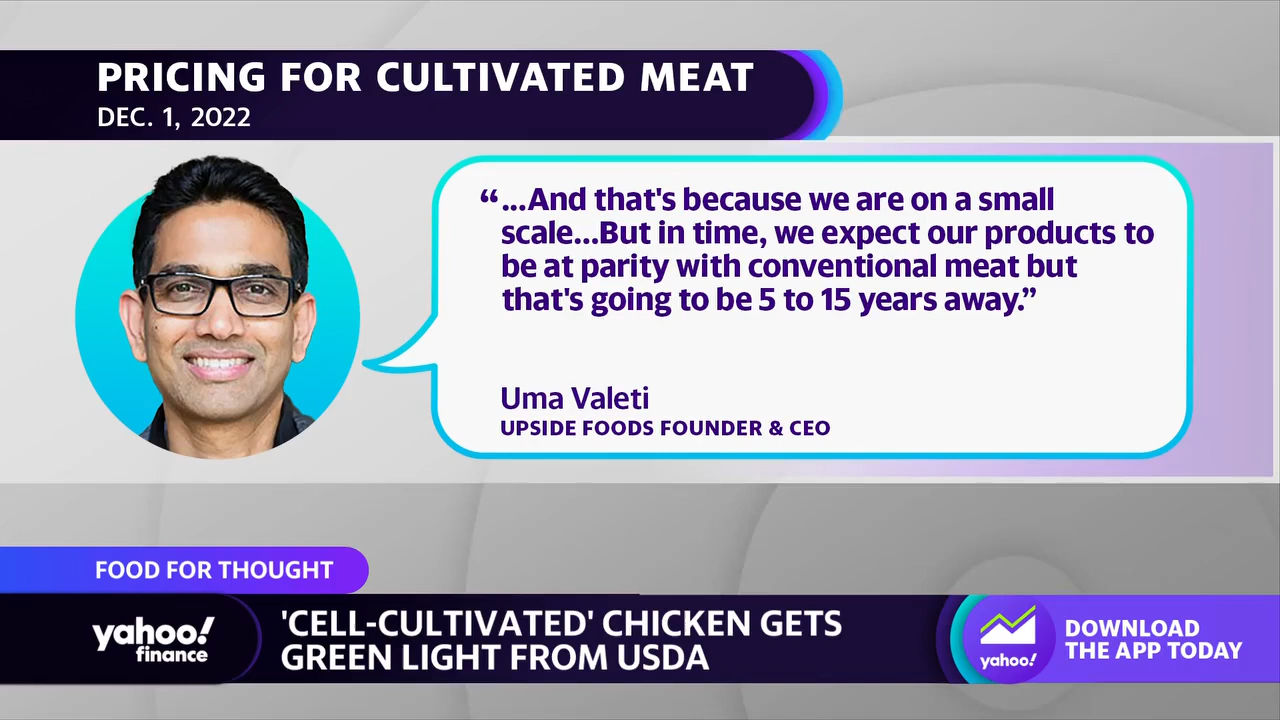 PRICING FOR CULTIVATED MEAT
DEC. 1, 2022
“...And that's because we are on a small
scale...But in time, we expect our products to
be at parity with conventional meat but
that's going to be 5 to 15 years away.”
Uma Valeti
UPSIDE FOODS FOUNDER & CEO
FOOD FOR THOUGHT
yahoo!
finance
'CELL-CULTIVATED' CHICKEN GETS
GREEN LIGHT FROM USDA
yahoo!
DOWNLOAD
THE APP TODAY